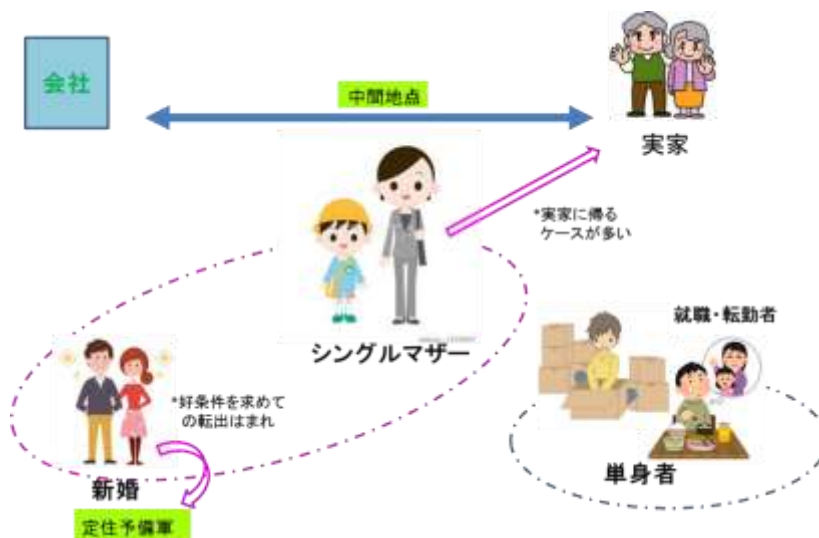 会社
中間地点
実家
*実家に帰る
ケースが多い
シングルマザー
就職・転勤者
*好条件を求めて
の転出はまれ
新婚
単身者
定住予備軍